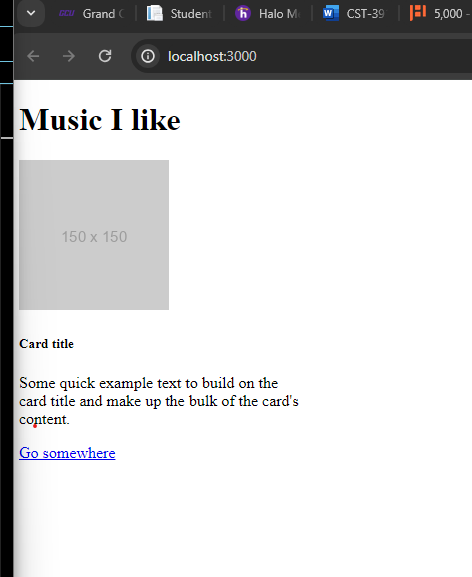 GCU Grand C
Student
h Halo M
W CST-39
5,000 -
localhost:3000
Music I like
150 x 150
Card title
Some quick example text to build on the
card title and make up the bulk of the card's
content.
Go somewhere